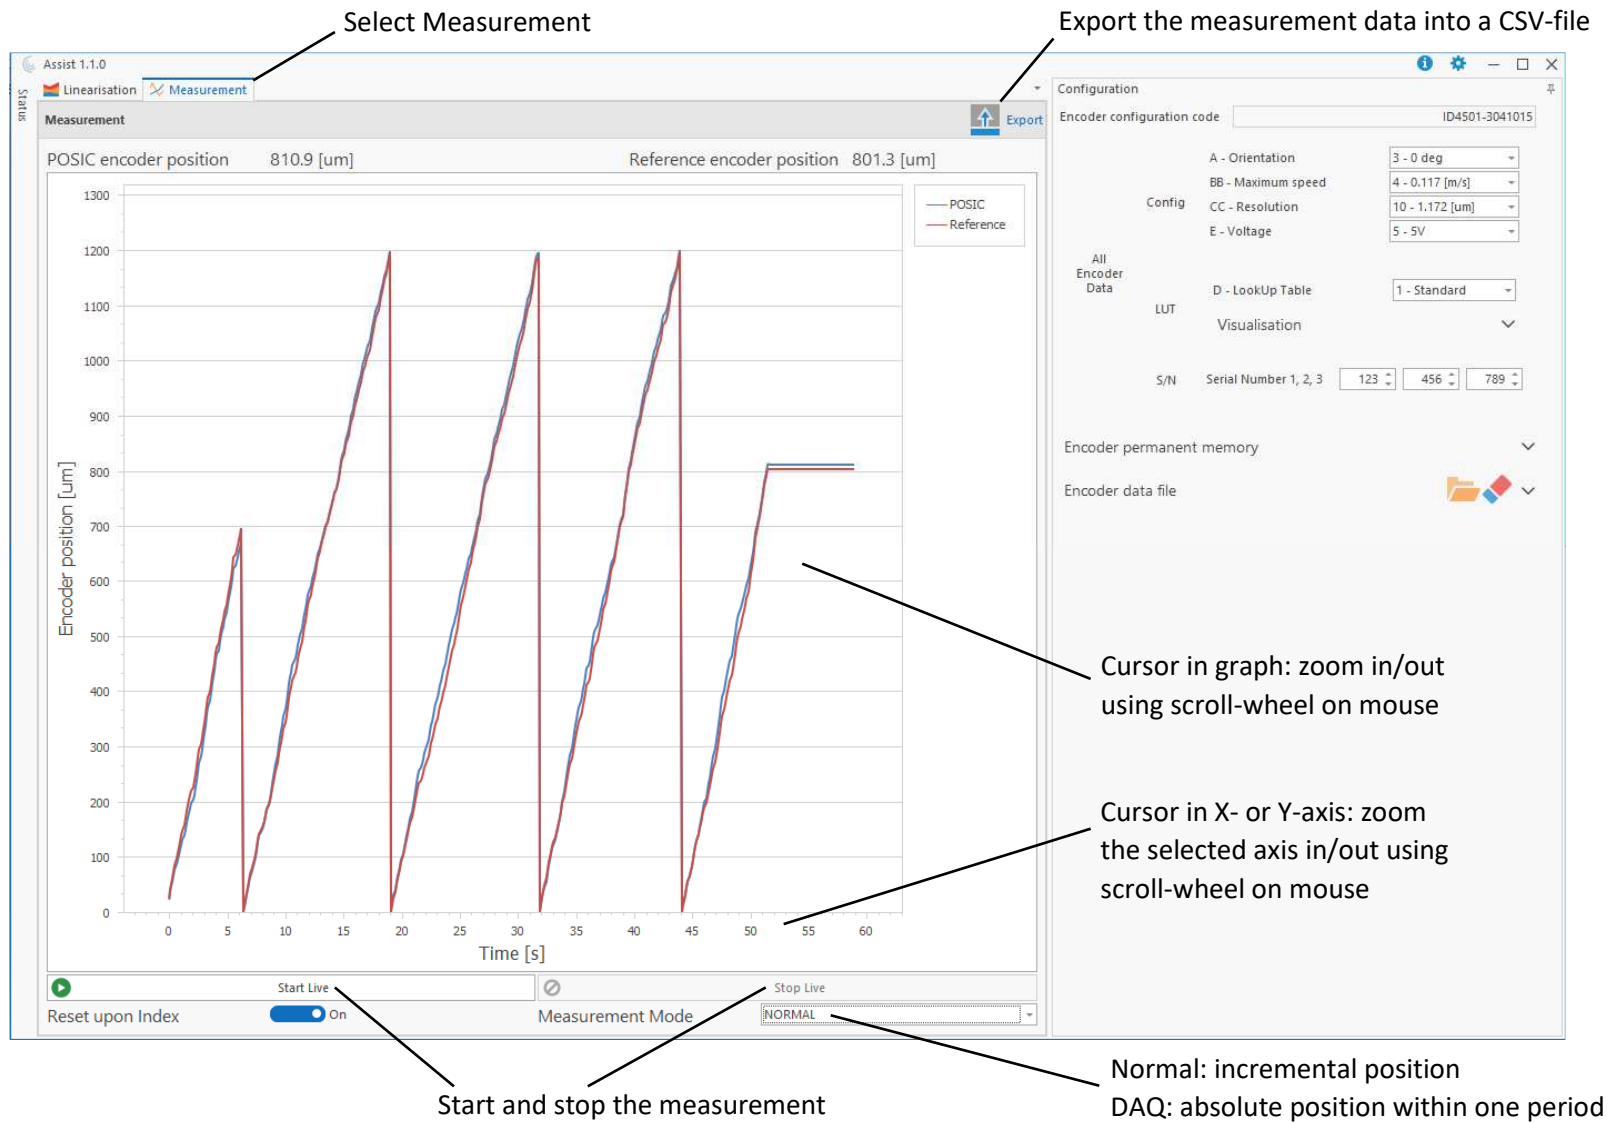 Select Measurement
Export the measurement data into a CSV-file
Assist 1.1.0
Status
Linearisation
Measurement
Measurement
Export
POSIC encoder position 810.9 [um]
Reference encoder position 801.3 [um]
POSIC
Reference
1300
1200
1100
1000
900
800
700
600
500
400
300
200
100
0
Encoder position [um]
0 5 10 15 20 25 30 35 40 45 50 55 60
Time [s]
Start Live
Stop Live
Reset upon Index
On
Measurement Mode
NORMAL
Configuration
Encoder configuration code
ID4501-3041015
All
Encoder
Data
Config
A - Orientation
3 - 0 deg
BB - Maximum speed
4 - 0.117 [m/s]
CC - Resolution
10 - 1.172 [um]
E - Voltage
5 - 5V
LUT
D - LookUp Table
1 - Standard
Visualisation
S/N
Serial Number 1, 2, 3
123
456
789
Encoder permanent memory
Encoder data file
Cursor in graph: zoom in/out
using scroll-wheel on mouse
Cursor in X- or Y-axis: zoom
the selected axis in/out using
scroll-wheel on mouse
Start and stop the measurement
Normal: incremental position
DAQ: absolute position within one period